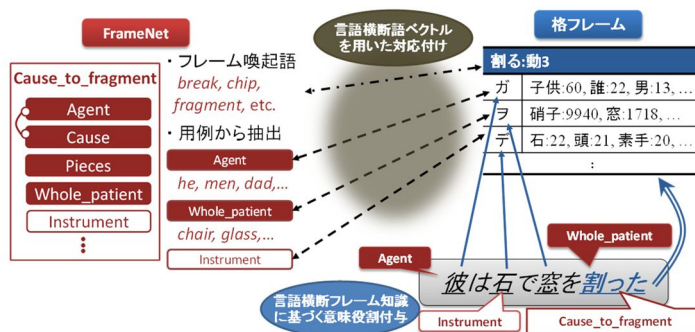 FrameNet
Cause_to_fragment
Agent
Cause
Pieces
Whole_patient
Instrument
・フレーム喚起語
break, chip,
fragment, etc.
・用例から抽出
Agent
he, men, dad,...
Whole_patient
chair, glass,...
Instrument
言語横断語ベクトル
を用いた対応付け
格フレーム
割る:動3
ガ 子供:60, 誰:22, 男:13, ...
ヲ 硝子:9940, 窓:1718, ...
デ 石:22, 頭:21, 素手:20, ...
:
Whole_patient
Agent
彼は石で窓を割った
Instrument
Cause_to_fragment
言語横断フレーム知識
に基づく意味役割付与